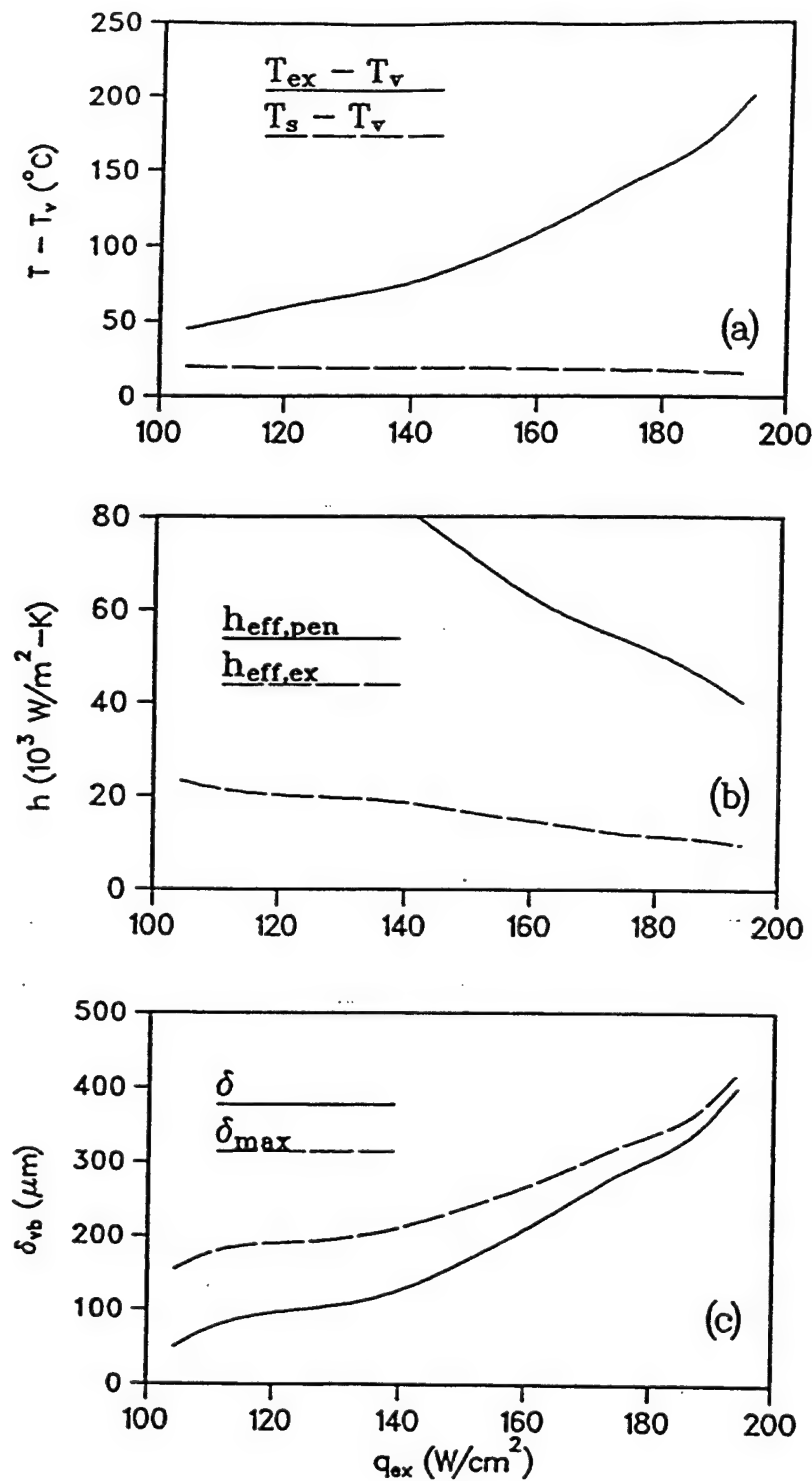 250
200
150
100
50
0
T − Tᵥ (°C)
T_ex − T_v
T_s − T_v
(a)
100 120 140 160 180 200
80
60
40
20
0
h (10³ W/m²−K)
h_eff,pen
h_eff,ex
(b)
100 120 140 160 180 200
500
400
300
200
100
0
δ_vb (μm)
δ
δ_max
(c)
100 120 140 160 180 200
q_ex (W/cm²)